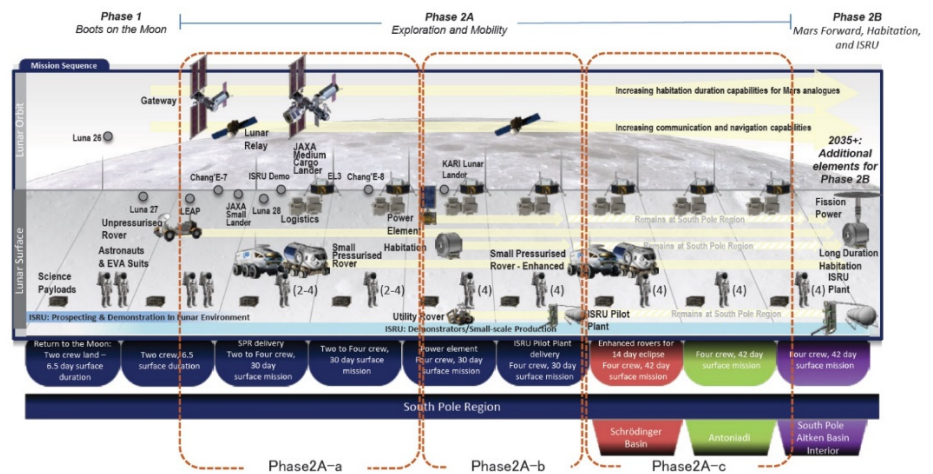 Phase 1
Boots on the Moon
Phase 2A
Exploration and Mobility
Phase 2B
Mars Forward, Habitation,
and ISRU
Mission Sequence
Lunar Orbit
Gateway
Increasing habitation duration capabilities for Mars analogues
Luna 26
Lunar
Relay
JAXA
Medium
Cargo
Lander
Increasing communication and navigation capabilities
2035+:
Additional
elements for
Phase 2B
Lunar Surface
Chang'E-7
ISRU Demo
EL3
Chang'E-8
KARI Lunar
Lander
Luna 27
LEAP
JAXA
Small
Lander
Luna 28
Logistics
Unpressurised
Rover
Power
Element
Remains at South Pole Region
Fission
Power
Astronauts
& EVA Suits
Small
Pressurised
Rover
Habitation
Small Pressurised
Rover - Enhanced
Remains at South Pole Region
Long Duration
Habitation
Science
Payloads
(2-4)
(2-4)
(4)
(4)
(4)
(4)
(4)
ISRU
Plant
Utility Rover
ISRU Pilot
Plant
Remains at South Pole Region
ISRU: Prospecting & Demonstration In Lunar Environment
ISRU: Demonstrators/Small-scale Production
Return to the Moon:
Two crew land –
6.5 day surface
duration
Two crew, 6.5
surface duration
SPR delivery
Two to Four crew,
30 day
surface mission
Two to Four crew,
30 day surface
mission
Power element
Four crew, 30 day
surface mission
ISRU Pilot Plant
delivery
Four crew, 30 day
surface mission
Enhanced rovers for
14 day eclipse
Four crew, 42 day
surface mission
Four crew, 42 day
surface mission
Four crew, 42 day
surface mission
South Pole Region
Schrödinger
Basin
Antoniadi
South Pole
Aitken Basin
Interior
Phase2A-a
Phase2A-b
Phase2A-c